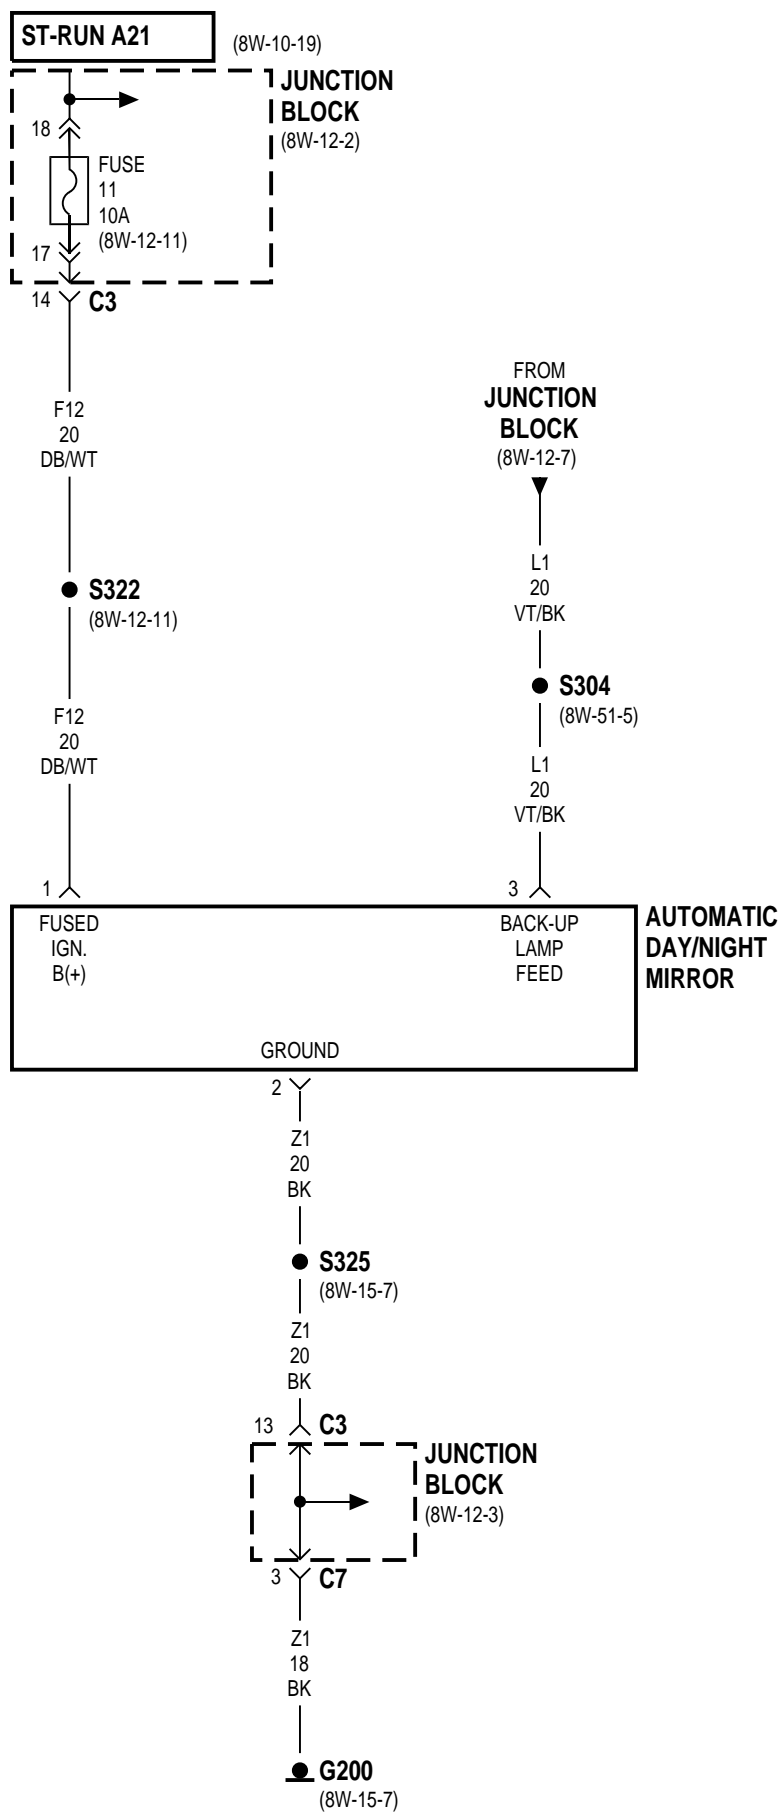 ST-RUN A21
(8W-10-19)
JUNCTION
BLOCK
(8W-12-2)
18
FUSE
11
10A
(8W-12-11)
17
14
C3
F12
20
DB/WT
S322
(8W-12-11)
F12
20
DB/WT
FROM
JUNCTION
BLOCK
(8W-12-7)
L1
20
VT/BK
S304
(8W-51-5)
L1
20
VT/BK
1
3
FUSED
IGN.
B(+)
BACK-UP
LAMP
FEED
AUTOMATIC
DAY/NIGHT
MIRROR
GROUND
2
Z1
20
BK
S325
(8W-15-7)
Z1
20
BK
13
C3
JUNCTION
BLOCK
(8W-12-3)
3
C7
Z1
18
BK
G200
(8W-15-7)